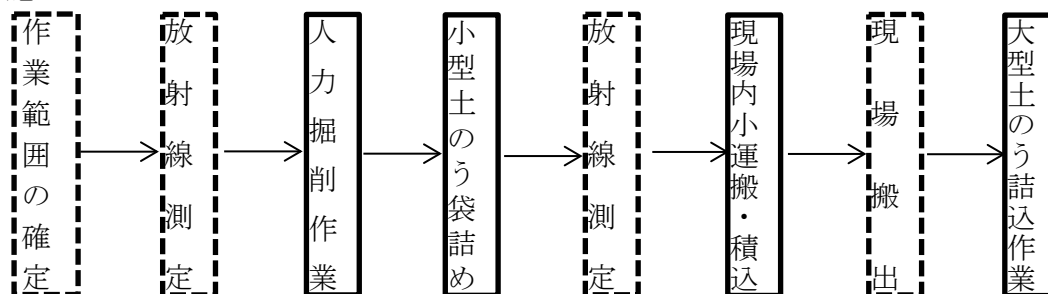 作業範囲の確定
放射線測定
人力掘削作業
小型土のう袋詰め
放射線測定
現場内小運搬・積込
現場搬出
大型土のう詰込作業